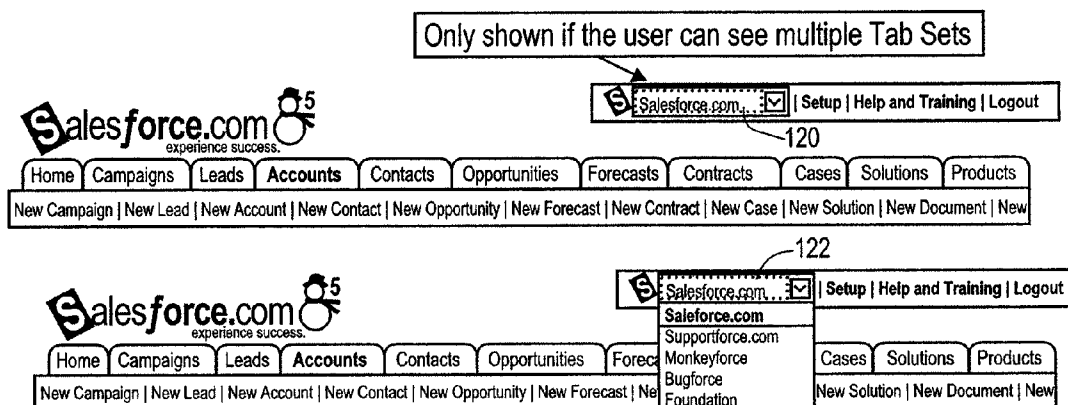 Only shown if the user can see multiple Tab Sets
S Salesforce.com | Setup | Help and Training | Logout
120
Salesforce.com 5
experience success.
Home Campaigns Leads Accounts Contacts Opportunities Forecasts Contracts Cases Solutions Products
New Campaign | New Lead | New Account | New Contact | New Opportunity | New Forecast | New Contract | New Case | New Solution | New Document | New
122
S Salesforce.com | Setup | Help and Training | Logout
Salesforce.com 5
experience success.
Saleforce.com
Supportforce.com
Monkeyforce
Bugforce
Foundation
Home Campaigns Leads Accounts Contacts Opportunities Foreca Cases Solutions Products
New Campaign | New Lead | New Account | New Contact | New Opportunity | New Forecast | Ne New Solution | New Document | New